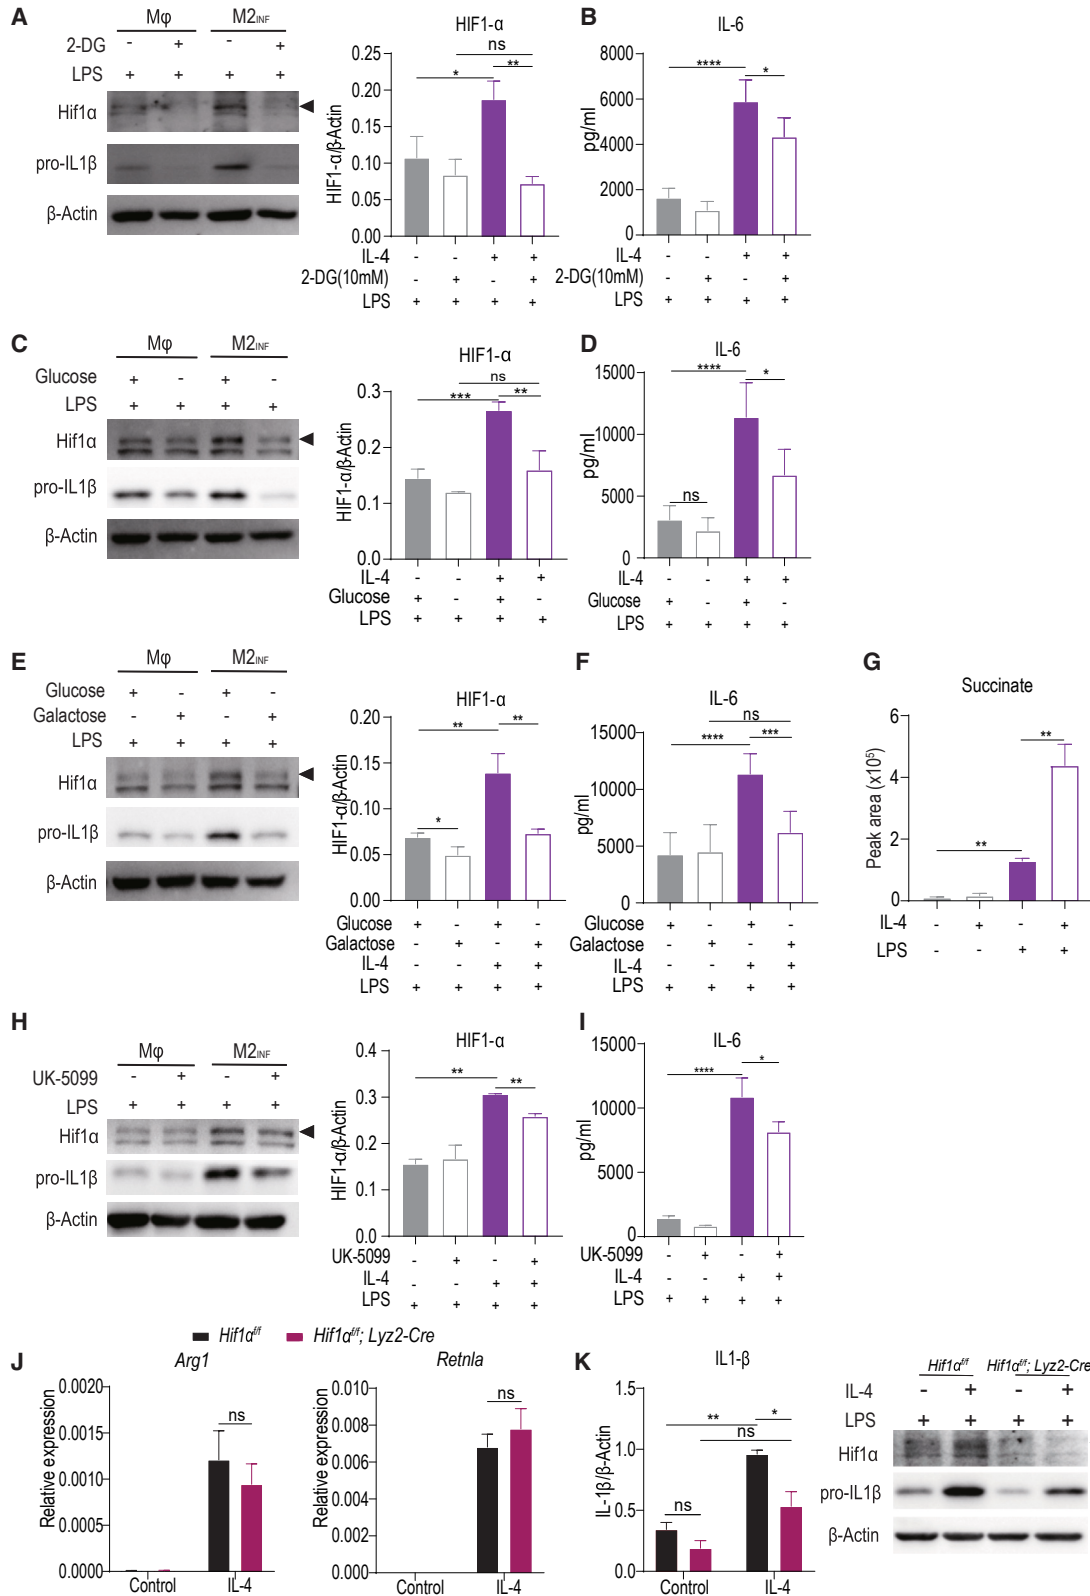 A
Mφ
M2INF
2-DG
- + - +
LPS
+ + + +
Hif1α
pro-IL1β
β-Actin
HIF1-α
ns
* **
HIF1-α/β-Actin
0.25
0.20
0.15
0.10
0.05
0.00
IL-4 - - + +
2-DG(10mM) - + - +
LPS + + + +
B
IL-6
**** *
pg/ml
8000
6000
4000
2000
0
IL-4 - - + +
2-DG(10mM) - + - +
LPS + + + +
C
Mφ
M2INF
Glucose + - + -
LPS + + + +
Hif1α
pro-IL1β
β-Actin
HIF1-α
ns
*** **
HIF1-α/β-Actin
0.3
0.2
0.1
0.0
IL-4 - - + +
Glucose + - + -
LPS + + + +
D
IL-6
**** *
ns
pg/ml
15000
10000
5000
0
IL-4 - - + +
Glucose + - + -
LPS + + + +
E
Mφ
M2INF
Glucose + - + -
Galactose - + - +
LPS + + + +
Hif1α
pro-IL1β
β-Actin
HIF1-α
** **
*
HIF1-α/β-Actin
0.20
0.15
0.10
0.05
0.00
Glucose + - + -
Galactose - + - +
IL-4 - - + +
LPS + + + +
F
IL-6
ns
**** ***
pg/ml
15000
10000
5000
0
Glucose + - + -
Galactose - + - +
IL-4 - - + +
LPS + + + +
G
Succinate
**
**
Peak area (x10⁵)
6
4
2
0
IL-4 - + - +
LPS - - + +
H
Mφ
M2INF
UK-5099 - + - +
LPS + + + +
Hif1α
pro-IL1β
β-Actin
HIF1-α
** **
HIF1-α/β-Actin
0.4
0.3
0.2
0.1
0.0
UK-5099 - + - +
IL-4 - - + +
LPS + + + +
I
IL-6
**** *
pg/ml
15000
10000
5000
0
UK-5099 - + - +
IL-4 - - + +
LPS + + + +
Hif1αf/f Hif1αf/f; Lyz2-Cre
J
Arg1
ns
Relative expression
0.0020
0.0015
0.0010
0.0005
0.0000
Control IL-4
Retnla
ns
Relative expression
0.010
0.008
0.006
0.004
0.002
0.000
Control IL-4
K
IL1-β
** *
ns
ns
IL-1β/β-Actin
1.5
1.0
0.5
0.0
Control IL-4
Hif1αf/f Hif1αf/f; Lyz2-Cre
IL-4 - + - +
LPS + + + +
Hif1α
pro-IL1β
β-Actin